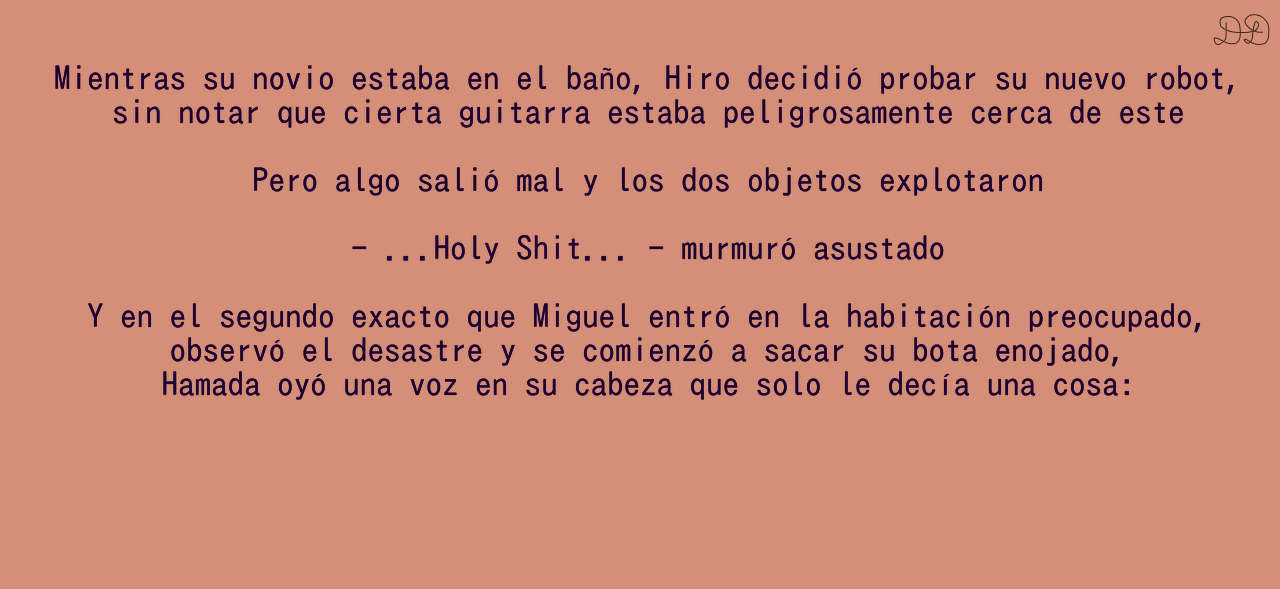 DD
Mientras su novio estaba en el baño, Hiro decidió probar su nuevo robot,
sin notar que cierta guitarra estaba peligrosamente cerca de este
Pero algo salió mal y los dos objetos explotaron
– ...Holy Shit... – murmuró asustado
Y en el segundo exacto que Miguel entró en la habitación preocupado,
observó el desastre y se comienzó a sacar su bota enojado,
Hamada oyó una voz en su cabeza que solo le decía una cosa: